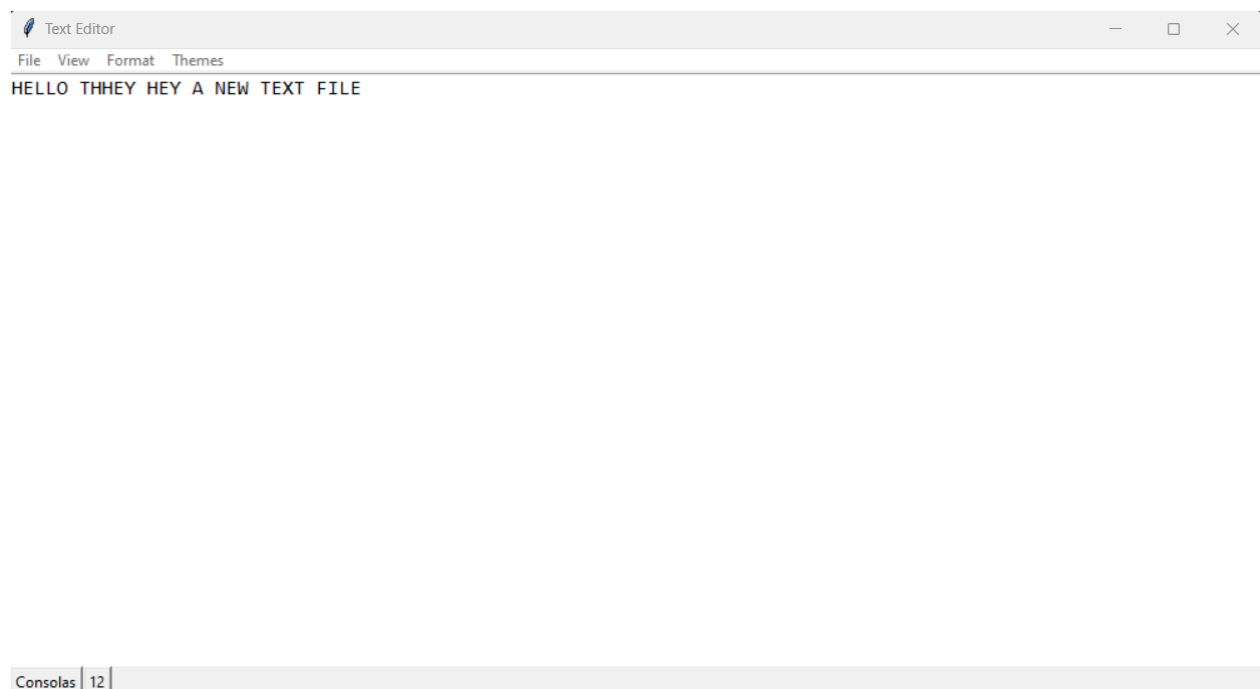 Text Editor
File View Format Themes
HELLO THHEY HEY A NEW TEXT FILE
Consolas 12